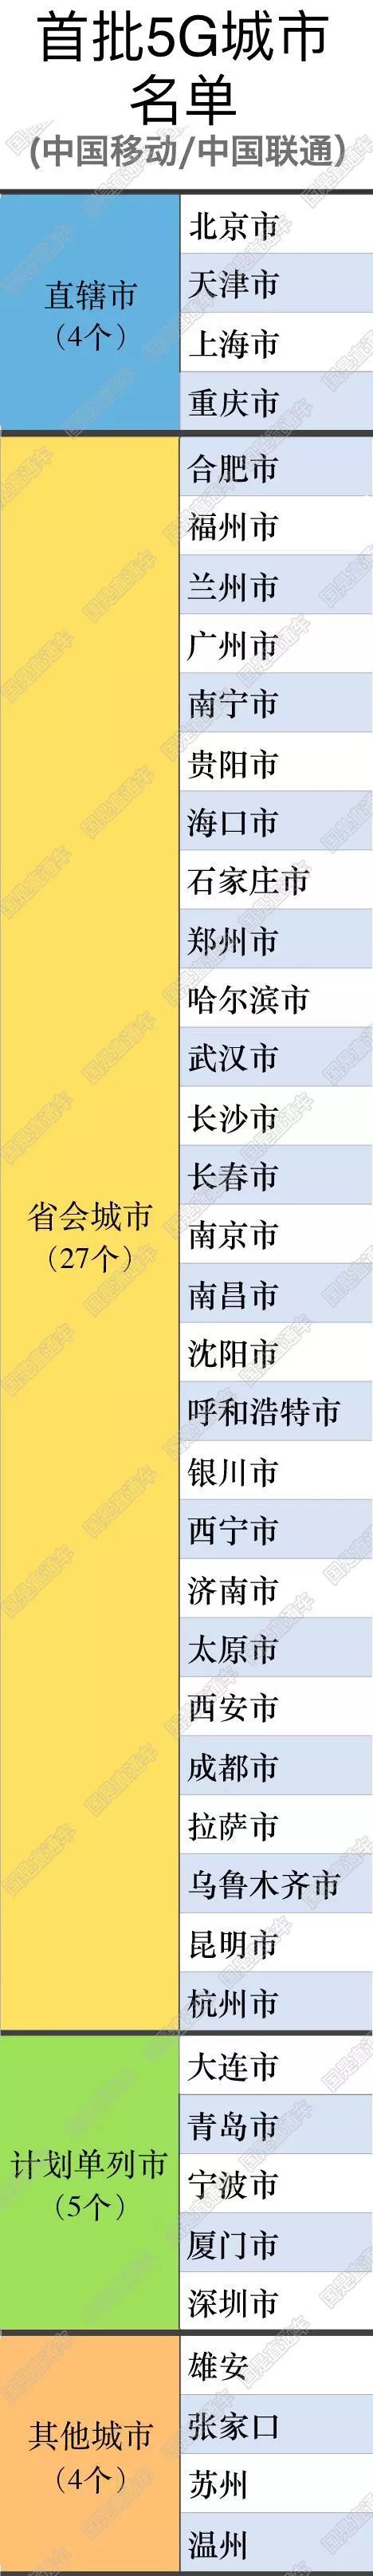 首批5G城市
名单
(中国移动/中国联通）
直辖市
（4个）
北京市
天津市
上海市
重庆市
省会城市
（27个）
合肥市
福州市
兰州市
广州市
南宁市
贵阳市
海口市
石家庄市
郑州市
哈尔滨市
武汉市
长沙市
长春市
南京市
南昌市
沈阳市
呼和浩特市
银川市
西宁市
济南市
太原市
西安市
成都市
拉萨市
乌鲁木齐市
昆明市
杭州市
计划单列市
（5个）
大连市
青岛市
宁波市
厦门市
深圳市
其他城市
（4个）
雄安
张家口
苏州
温州
国是直通车